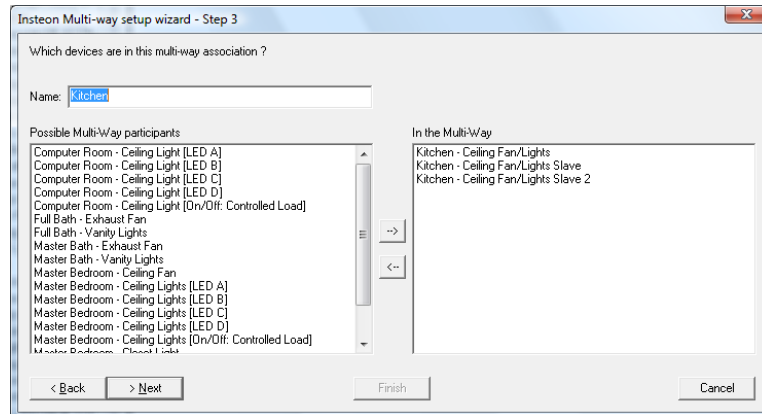 Insteon Multi-way setup wizard - Step 3
Which devices are in this multi-way association ?
Name: Kitchen
Possible Multi-Way participants
Computer Room - Ceiling Light [LED A]
Computer Room - Ceiling Light [LED B]
Computer Room - Ceiling Light [LED C]
Computer Room - Ceiling Light [LED D]
Computer Room - Ceiling Light [On/Off: Controlled Load]
Full Bath - Exhaust Fan
Full Bath - Vanity Lights
Master Bath - Exhaust Fan
Master Bath - Vanity Lights
Master Bedroom - Ceiling Fan
Master Bedroom - Ceiling Lights [LED A]
Master Bedroom - Ceiling Lights [LED B]
Master Bedroom - Ceiling Lights [LED C]
Master Bedroom - Ceiling Lights [LED D]
Master Bedroom - Ceiling Lights [On/Off: Controlled Load]
Master Bedroom - Closet Light
-->
<--
In the Multi-Way
Kitchen - Ceiling Fan/Lights
Kitchen - Ceiling Fan/Lights Slave
Kitchen - Ceiling Fan/Lights Slave 2
< Back
> Next
Finish
Cancel